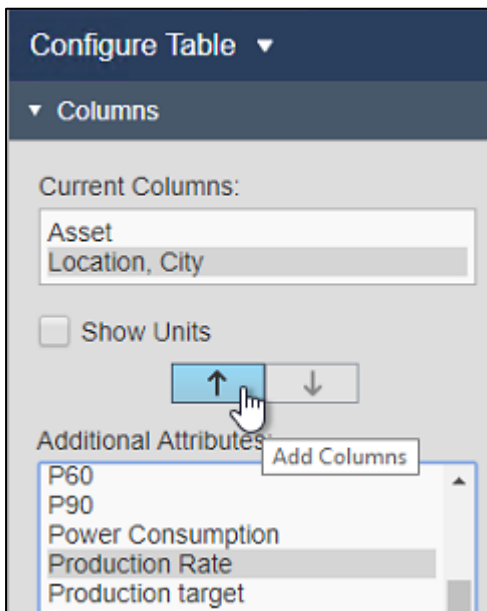 Configure Table
Columns
Current Columns:
Asset
Location, City
Show Units
Additional Attributes:
Add Columns
P60
P90
Power Consumption
Production Rate
Production target